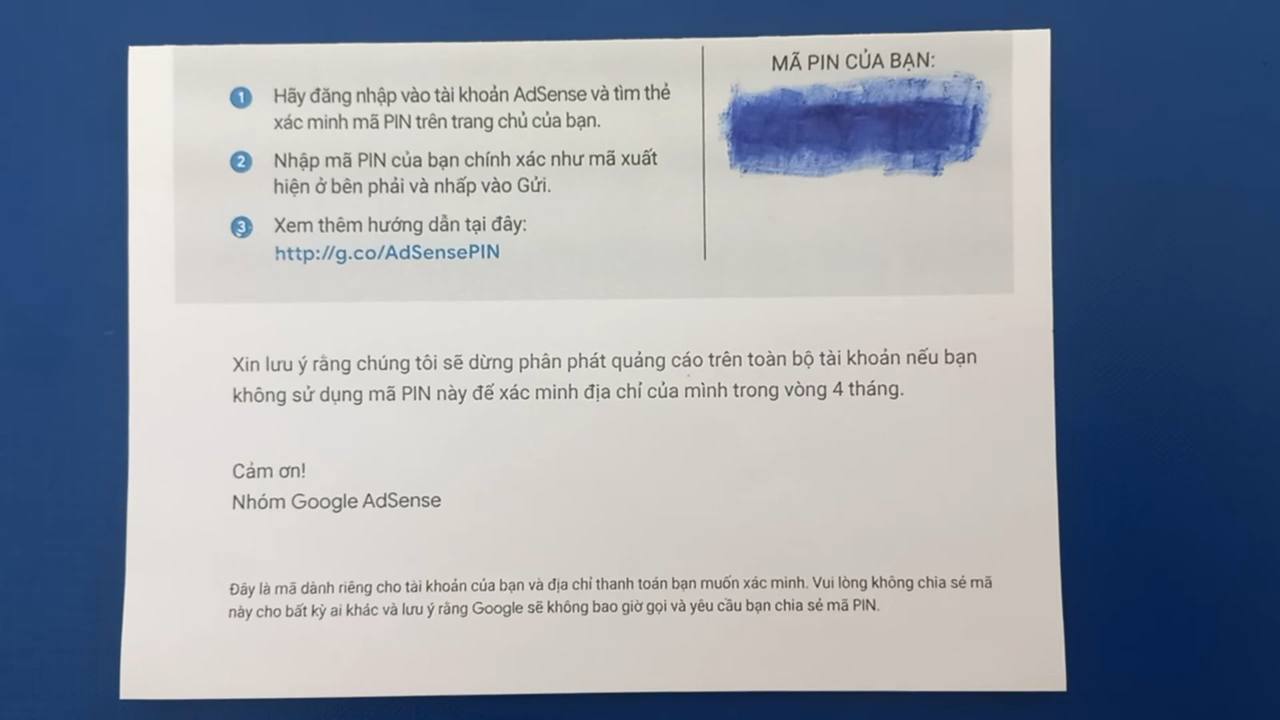 MÃ PIN CỦA BẠN:
1 Hãy đăng nhập vào tài khoản AdSense và tìm thẻ
xác minh mã PIN trên trang chủ của bạn.
2 Nhập mã PIN của bạn chính xác như mã xuất
hiện ở bên phải và nhấp vào Gửi.
3 Xem thêm hướng dẫn tại đây:
http://g.co/AdSensePIN
Xin lưu ý rằng chúng tôi sẽ dừng phân phát quảng cáo trên toàn bộ tài khoản nếu bạn
không sử dụng mã PIN này để xác minh địa chỉ của mình trong vòng 4 tháng.
Cảm ơn!
Nhóm Google AdSense
Đây là mã dành riêng cho tài khoản của bạn và địa chỉ thanh toán bạn muốn xác minh. Vui lòng không chia sẻ mã
này cho bất kỳ ai khác và lưu ý rằng Google sẽ không bao giờ gọi và yêu cầu bạn chia sẻ mã PIN.